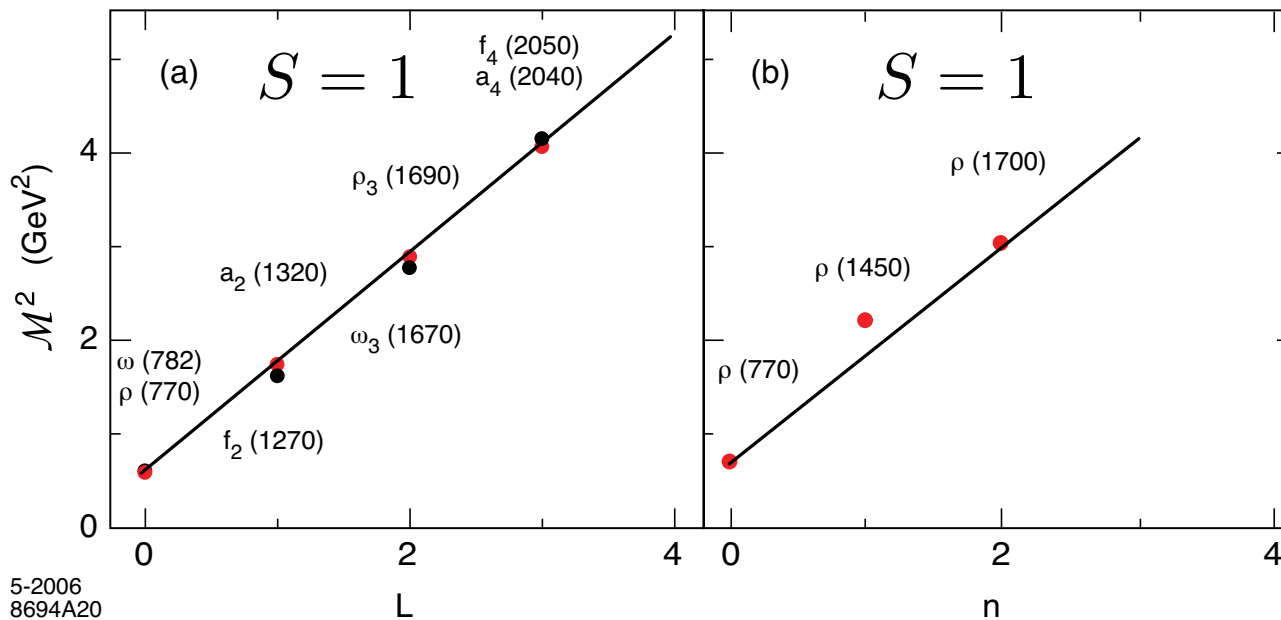 (a) S = 1
f₄ (2050)
a₄ (2040)
(b) S = 1
4
ρ₃ (1690)
ρ (1700)
ℳ² (GeV²)
a₂ (1320)
ρ (1450)
2
ω₃ (1670)
ω (782)
ρ (770)
ρ (770)
f₂ (1270)
0
0 2 4
0 2 4
5-2006
8694A20
L
n